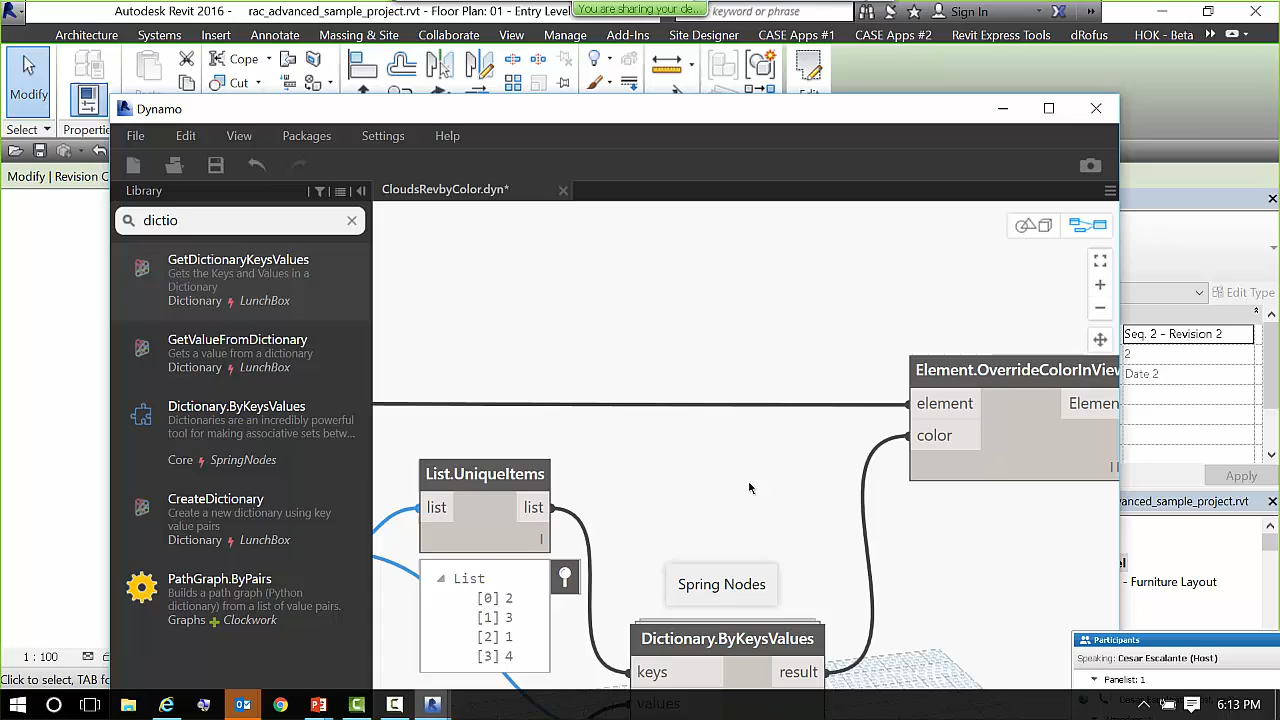 Autodesk Revit 2016 - rac_advanced_sample_project.rvt - Floor Plan: 01 - Entry Level
You are sharing your de...
keyword or phrase
Sign In
Architecture Systems Insert Annotate Massing & Site Collaborate View Manage Add-Ins Site Designer CASE Apps #1 CASE Apps #2 Revit Express Tools dRofus HOK - Beta
Cope
Cut
Modify
Select
Properti
Modify | Revision C
Dynamo
File Edit View Packages Settings Help
Library
CloudsRevbyColor.dyn*
dictio
GetDictionaryKeysValues
Gets the Keys and Values in a
Dictionary
Dictionary LunchBox
GetValueFromDictionary
Gets a value from a dictionary
Dictionary LunchBox
Dictionary.ByKeysValues
Dictionaries are an incredibly powerful
tool for making associative sets betw...
Core SpringNodes
CreateDictionary
Create a new dictionary using key
value pairs
Dictionary LunchBox
PathGraph.ByPairs
Builds a path graph (Python
dictionary) from a list of value pairs.
Graphs Clockwork
Element.OverrideColorInView
element
Elemen
color
List.UniqueItems
list list
List
[0] 2
[1] 3
[2] 1
[3] 4
Spring Nodes
Dictionary.ByKeysValues
keys result
values
Edit Type
Seq. 2 - Revision 2
2
Date 2
Apply
vanced_sample_project.rvt
el
- Furniture Layout
Participants
Speaking: Cesar Escalante (Host)
Panelist: 1
Cesar Escalante (Host)
1 : 100
Click to select, TAB fo
6:13 PM